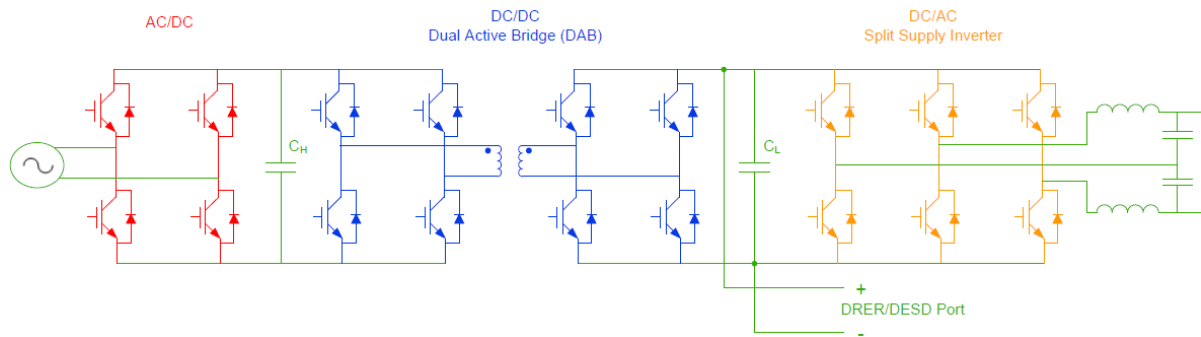 AC/DC
DC/DC
Dual Active Bridge (DAB)
DC/AC
Split Supply Inverter
CH
CL
+
DRER/DESD Port
-